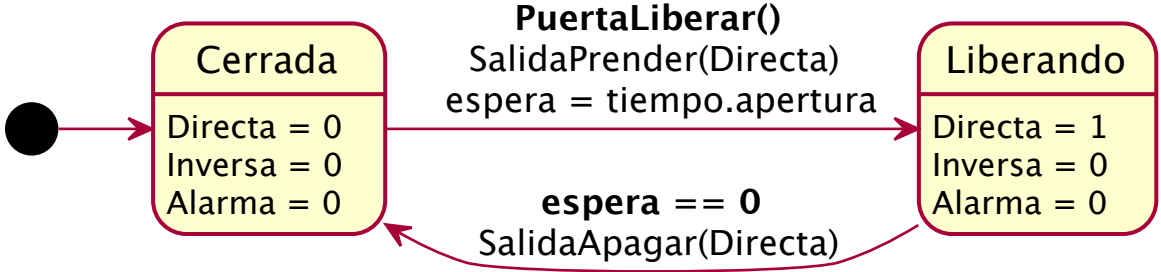 Cerrada
Directa = 0
Inversa = 0
Alarma = 0
PuertaLiberar()
SalidaPrender(Directa)
espera = tiempo.apertura
espera == 0
SalidaApagar(Directa)
Liberando
Directa = 1
Inversa = 0
Alarma = 0